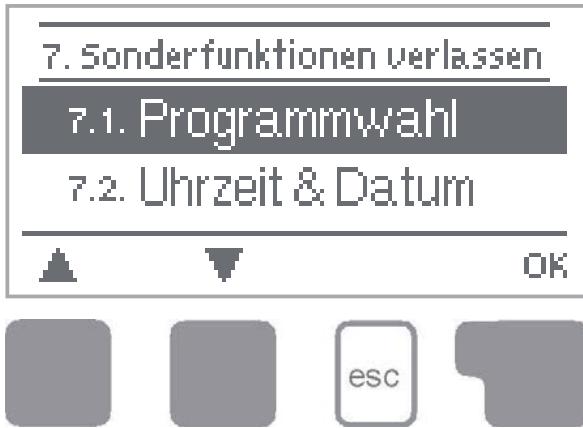 7. Sonderfunktionen verlassen
7.1. Programmwahl
7.2. Uhrzeit & Datum
OK
esc